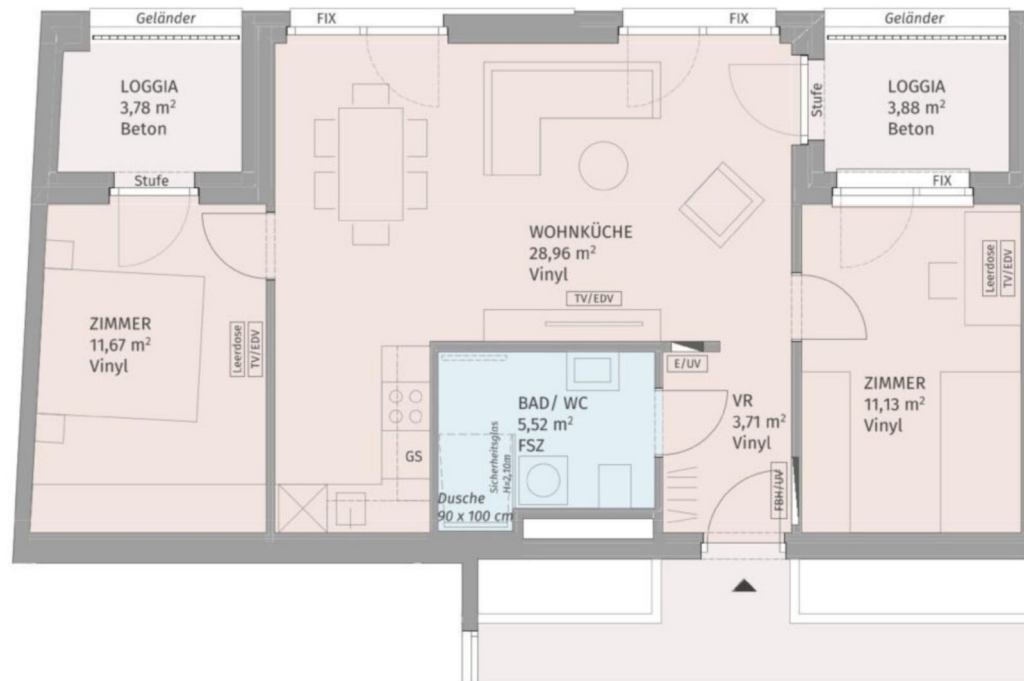 Geländer
FIX
FIX
Geländer
LOGGIA
3,78 m²
Beton
Stufe
LOGGIA
3,88 m²
Beton
Stufe
FIX
WOHNKÜCHE
28,96 m²
Vinyl
TV/EDV
ZIMMER
11,67 m²
Vinyl
Leerdose
TV/EDV
Leerdose
TV/EDV
E/UV
BAD/ WC
5,52 m²
FSZ
VR
3,71 m²
Vinyl
ZIMMER
11,13 m²
Vinyl
GS
Sicherheitsglas
H=2,10m
Dusche
90 x 100 cm
FBH/UV